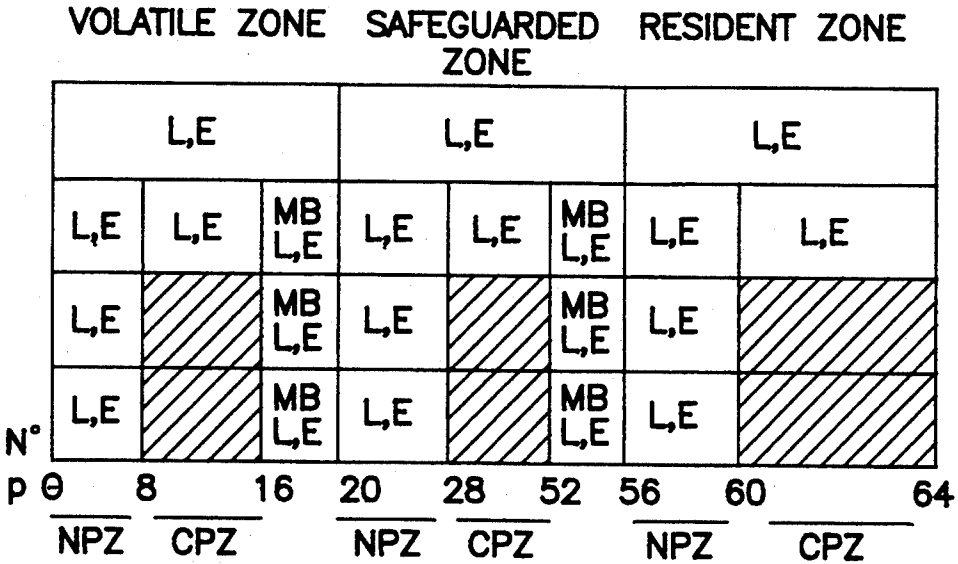 VOLATILE ZONE SAFEGUARDED ZONE RESIDENT ZONE
L,E L,E L,E
L,E L,E MB L,E L,E L,E MB L,E L,E L,E
L,E MB L,E L,E MB L,E L,E
L,E MB L,E L,E MB L,E L,E
N°
p 0 8 16 20 28 52 56 60 64
NPZ CPZ NPZ CPZ NPZ CPZ